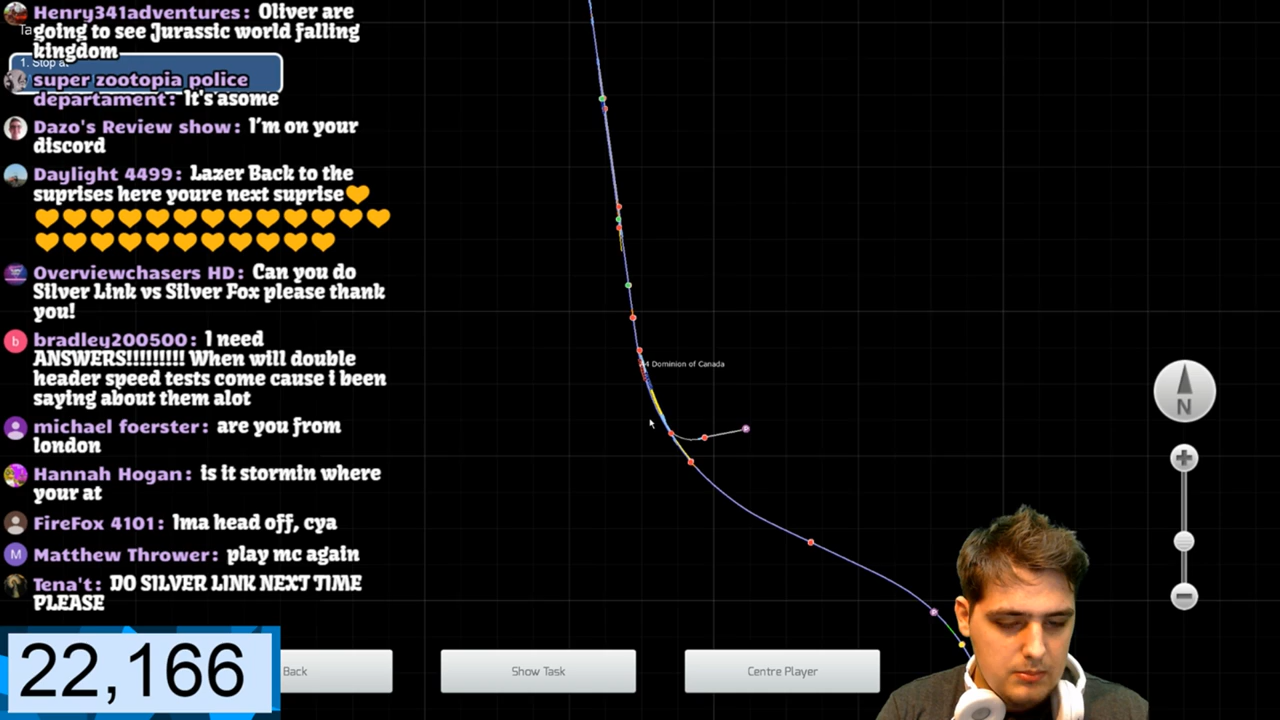 Henry341adventures: Oliver are
going to see Jurassic world falling
kingdom
1. Stop at
super zootopia police
departament: It's asome
Dazo's Review show: I'm on your
discord
Daylight 4499: Lazer Back to the
suprises here youre next suprise🧡
🧡🧡🧡🧡🧡🧡🧡🧡🧡🧡🧡🧡🧡
🧡🧡🧡🧡🧡🧡🧡🧡🧡🧡🧡
Overviewchasers HD: Can you do
Silver Link vs Silver Fox please thank
you!
b bradley200500: I need
ANSWERS!!!!!!!!! When will double
header speed tests come cause i been
saying about them alot
michael foerster: are you from
london
Hannah Hogan: is it stormin where
your at
FireFox 4101: Ima head off, cya
M Matthew Thrower: play mc again
Tena't: DO SILVER LINK NEXT TIME
PLEASE
22,166
Dominion of Canada
N
Back
Show Task
Centre Player